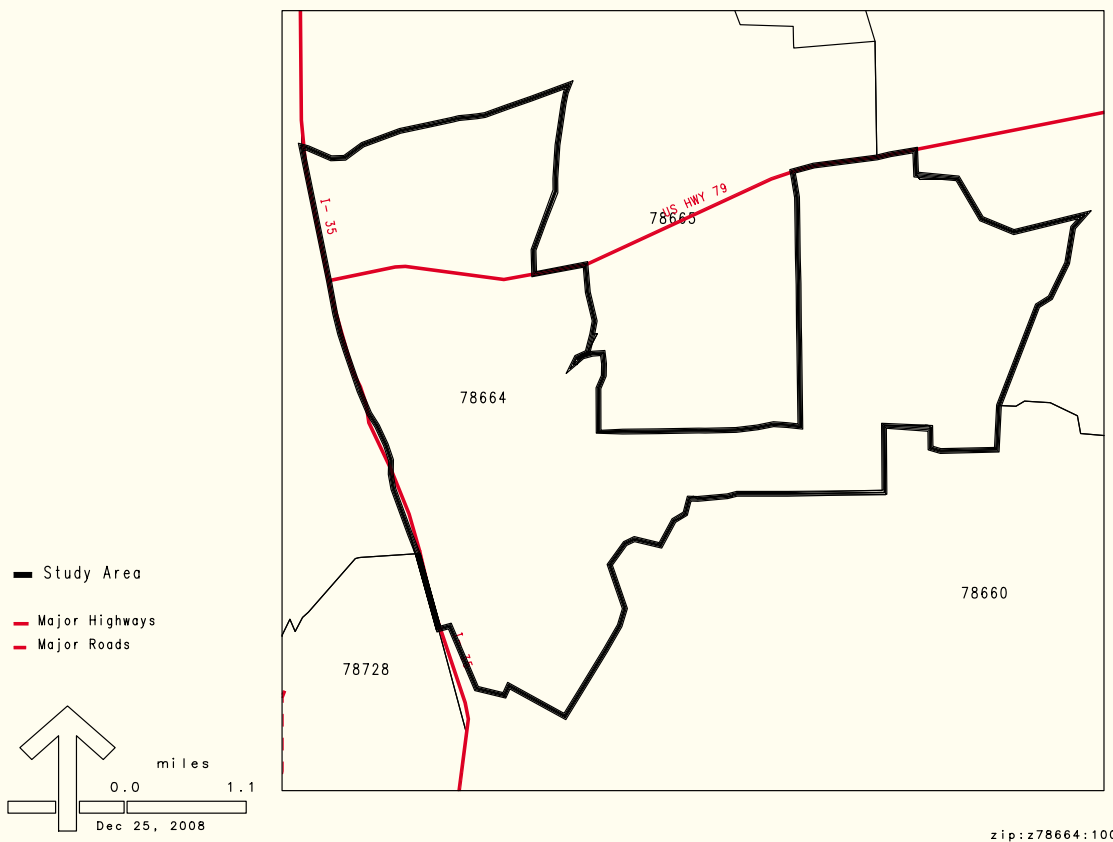 I- 35
US HWY 79
78665
78664
78660
78728
I- 35
Study Area
Major Highways
Major Roads
miles
0.0 1.1
Dec 25, 2008
zip:z78664:100